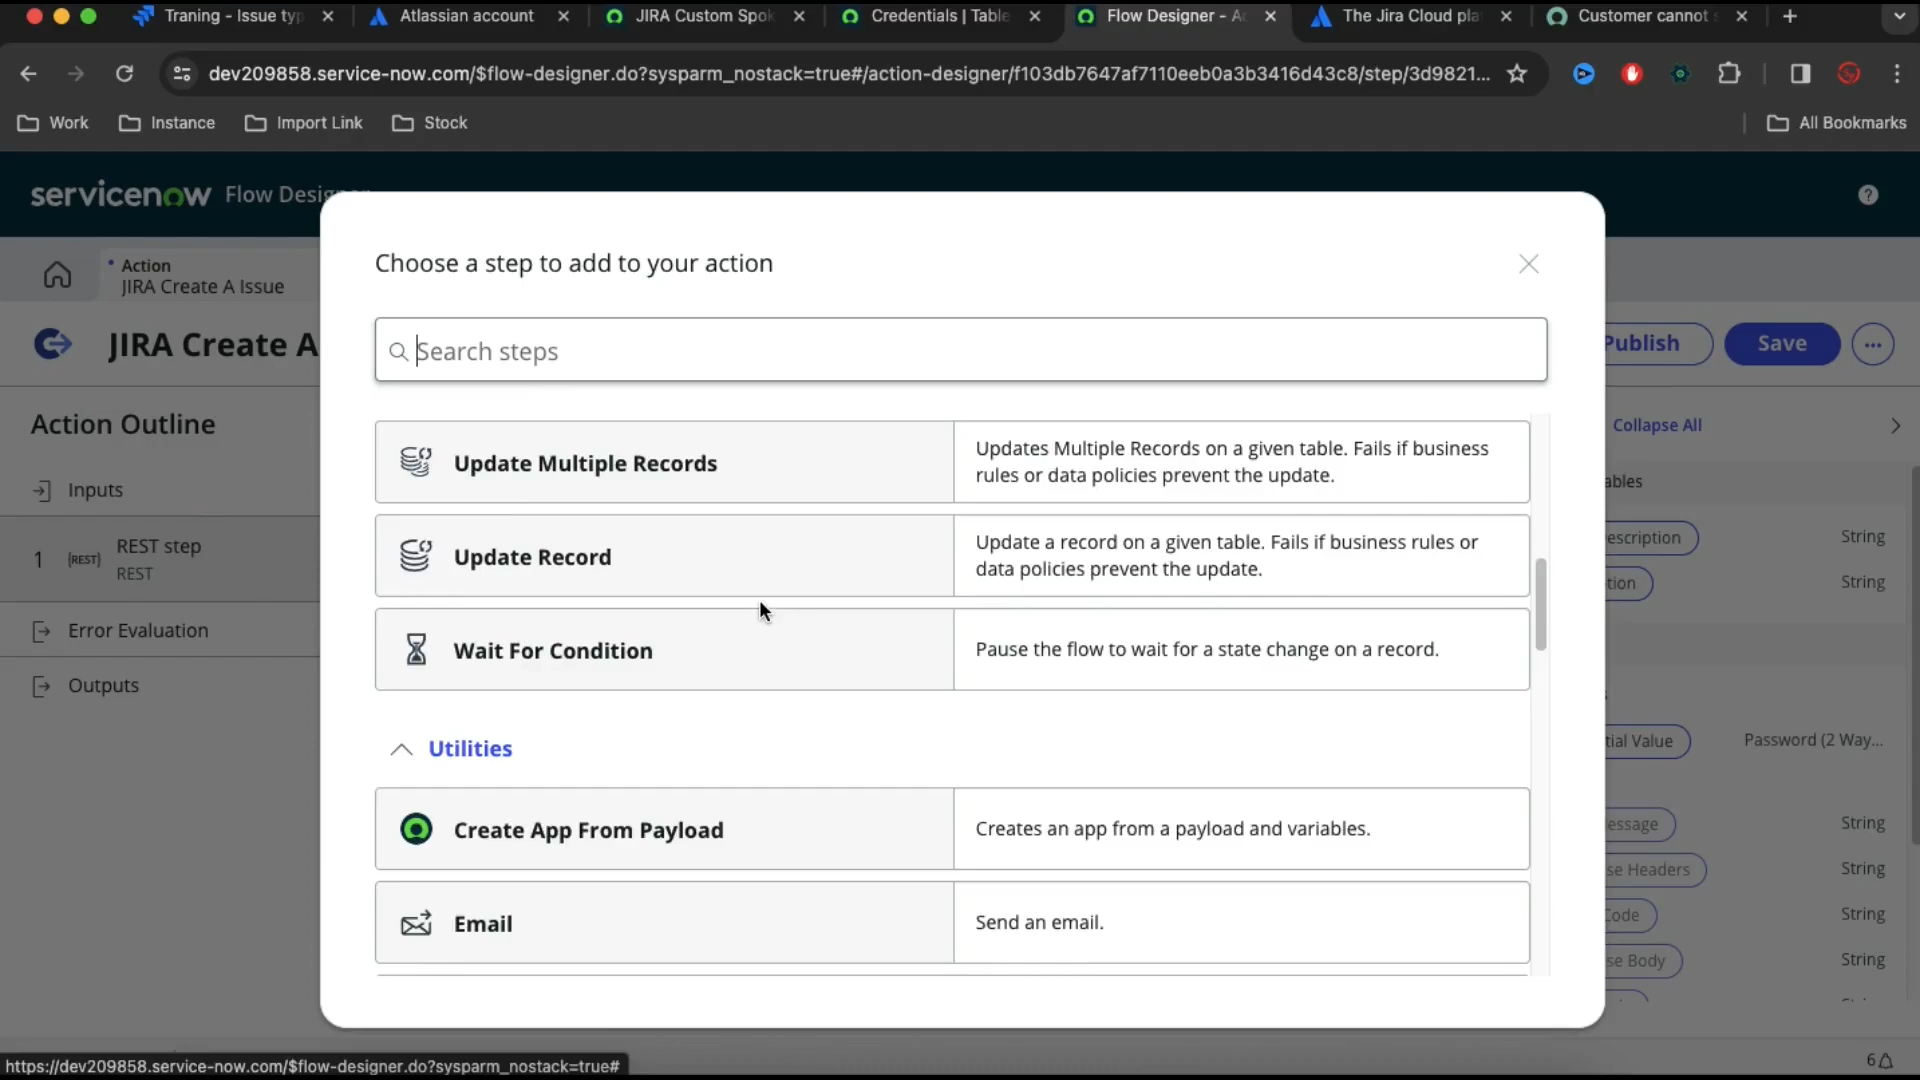 Traning - Issue typ
Atlassian account
JIRA Custom Spok
Credentials | Table
Flow Designer - Ac
The Jira Cloud pla
Customer cannot s
dev209858.service-now.com/$flow-designer.do?sysparm_nostack=true#/action-designer/f103db7647af7110eeb0a3b3416d43c8/step/3d9821...
Work
Instance
Import Link
Stock
All Bookmarks
servicenow Flow Designer
Action
JIRA Create A Issue
JIRA Create A
Publish
Save
Choose a step to add to your action
Search steps
Action Outline
Inputs
1
REST step
REST
Error Evaluation
Outputs
Update Multiple Records
Updates Multiple Records on a given table. Fails if business
rules or data policies prevent the update.
Update Record
Update a record on a given table. Fails if business rules or
data policies prevent the update.
Wait For Condition
Pause the flow to wait for a state change on a record.
Utilities
Create App From Payload
Creates an app from a payload and variables.
Email
Send an email.
Collapse All
ables
escription
String
tion
String
tial Value
Password (2 Way...
essage
String
se Headers
String
Code
String
se Body
String
https://dev209858.service-now.com/$flow-designer.do?sysparm_nostack=true#
6